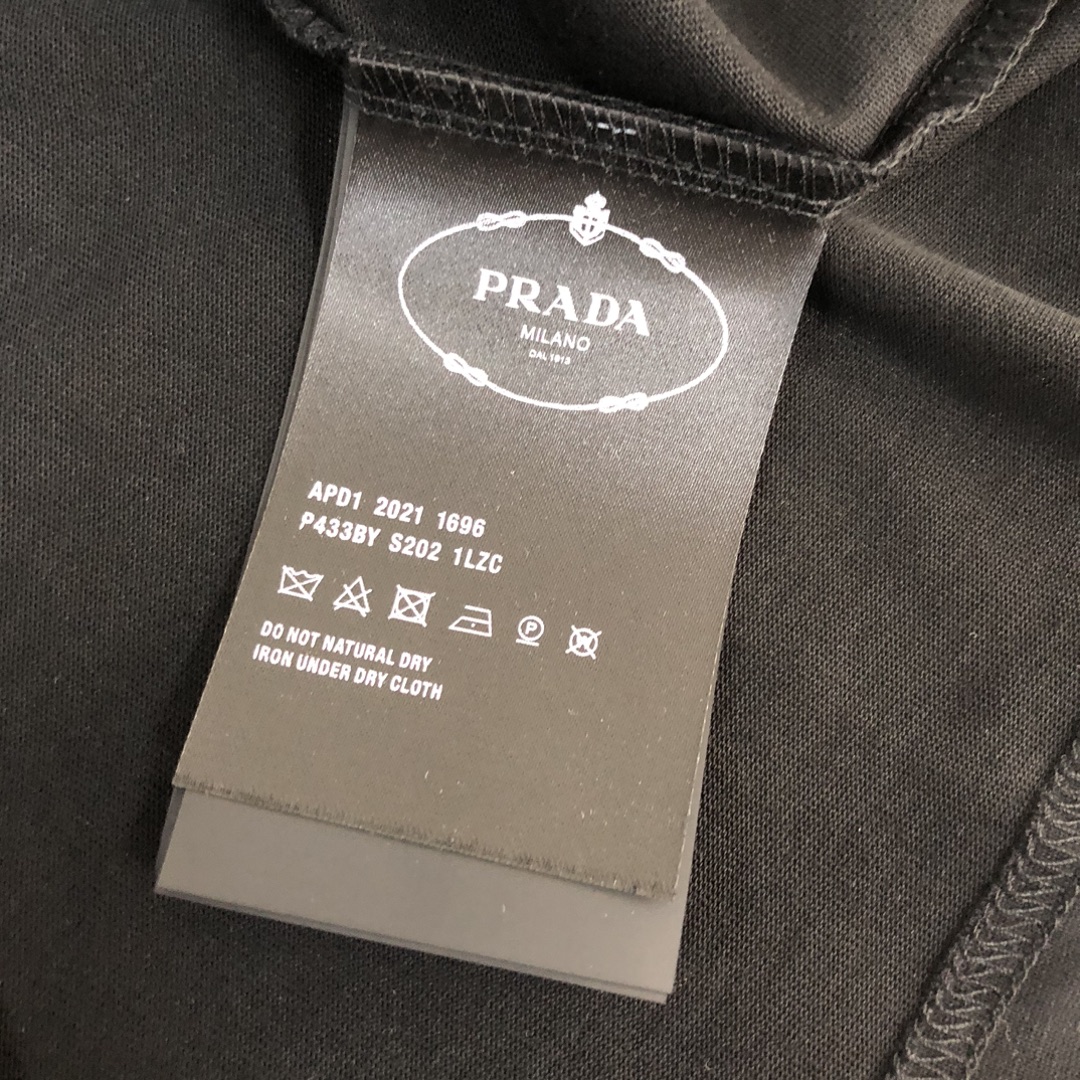 PRADA
MILANO
DAL 1913
APD1 2021 1696
P433BY S202 1LZC
P
W
DO NOT NATURAL DRY
IRON UNDER DRY CLOTH